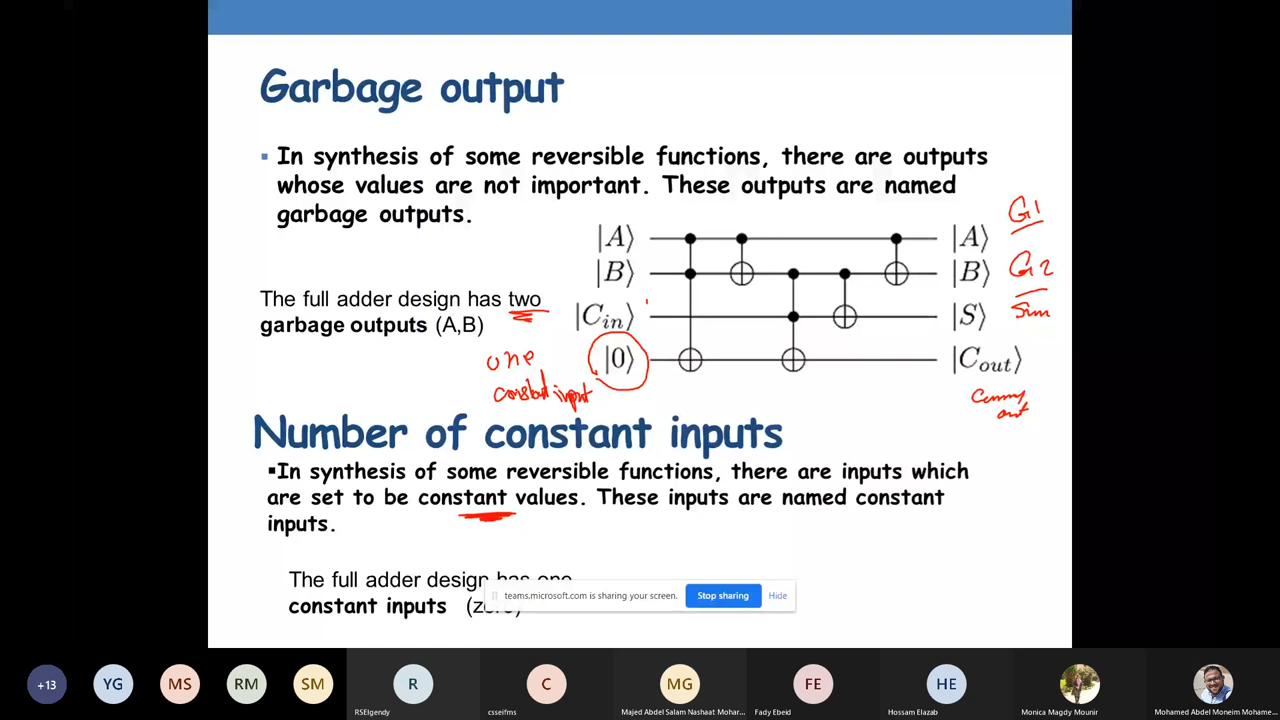 Garbage output
▪ In synthesis of some reversible functions, there are outputs
whose values are not important. These outputs are named
garbage outputs.
G1
|A⟩ |A⟩
|B⟩ |B⟩ G2
The full adder design has two
garbage outputs (A,B)
|C_in⟩ |S⟩ Sum
one |0⟩ |C_out⟩
constant input
out
Number of constant inputs
▪In synthesis of some reversible functions, there are inputs which
are set to be constant values. These inputs are named constant
inputs.
The full adder design has one
constant inputs (zero)
teams.microsoft.com is sharing your screen. Stop sharing Hide
+13 YG MS RM SM R C MG FE HE
RSElgendy csseifms Majed Abdel Salam Nashaat Mohar... Fady Ebeid Hossam Elazab Monica Magdy Mounir Mohamed Abdel Moneim Mohame...